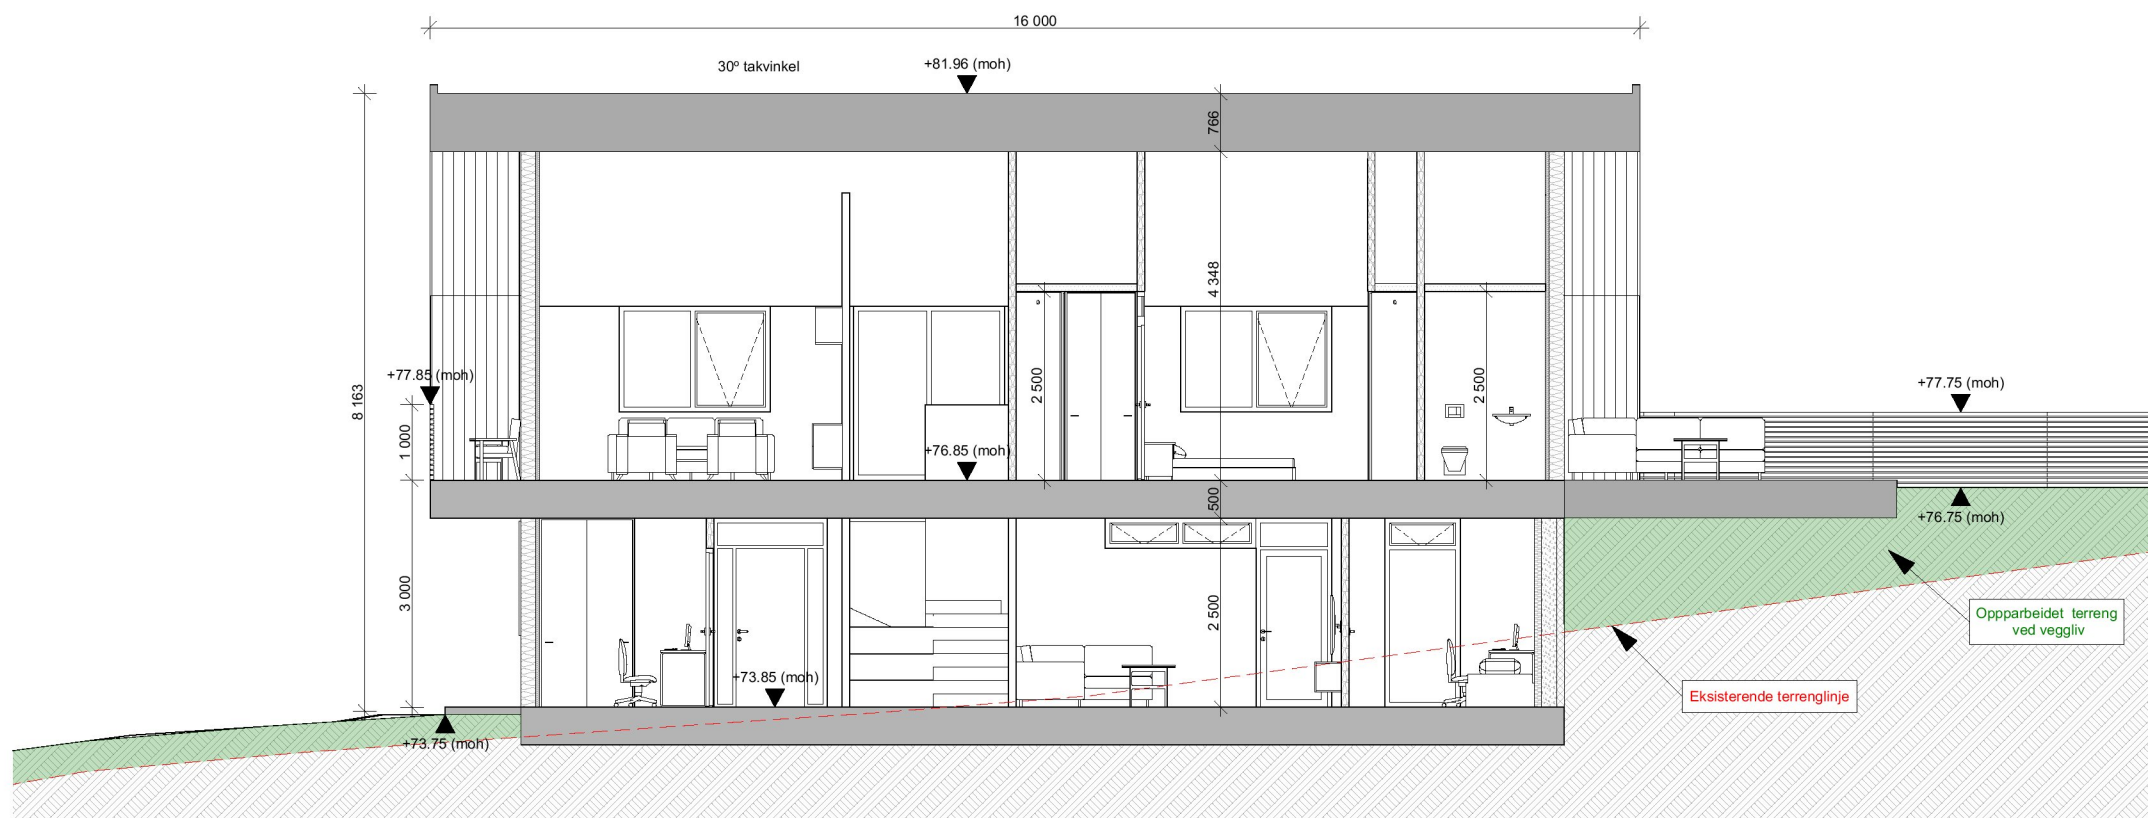 16 000
30º takvinkel
+81.96 (moh)
766
4 348
+77.85 (moh)
8 163
2 500
2 500
+77.75 (moh)
1 000
+76.85 (moh)
500
+76.75 (moh)
3 000
2 500
Oppparbeidet terreng
ved veggliv
+73.85 (moh)
Eksisterende terrenglinje
+73.75 (moh)